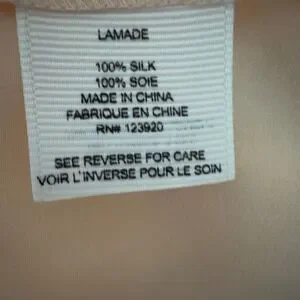 LAMADE
100% SILK
100% SOIE
MADE IN CHINA
FABRIQUE EN CHINE
RN# 123920
SEE REVERSE FOR CARE
VOIR L'INVERSE POUR LE SOIN